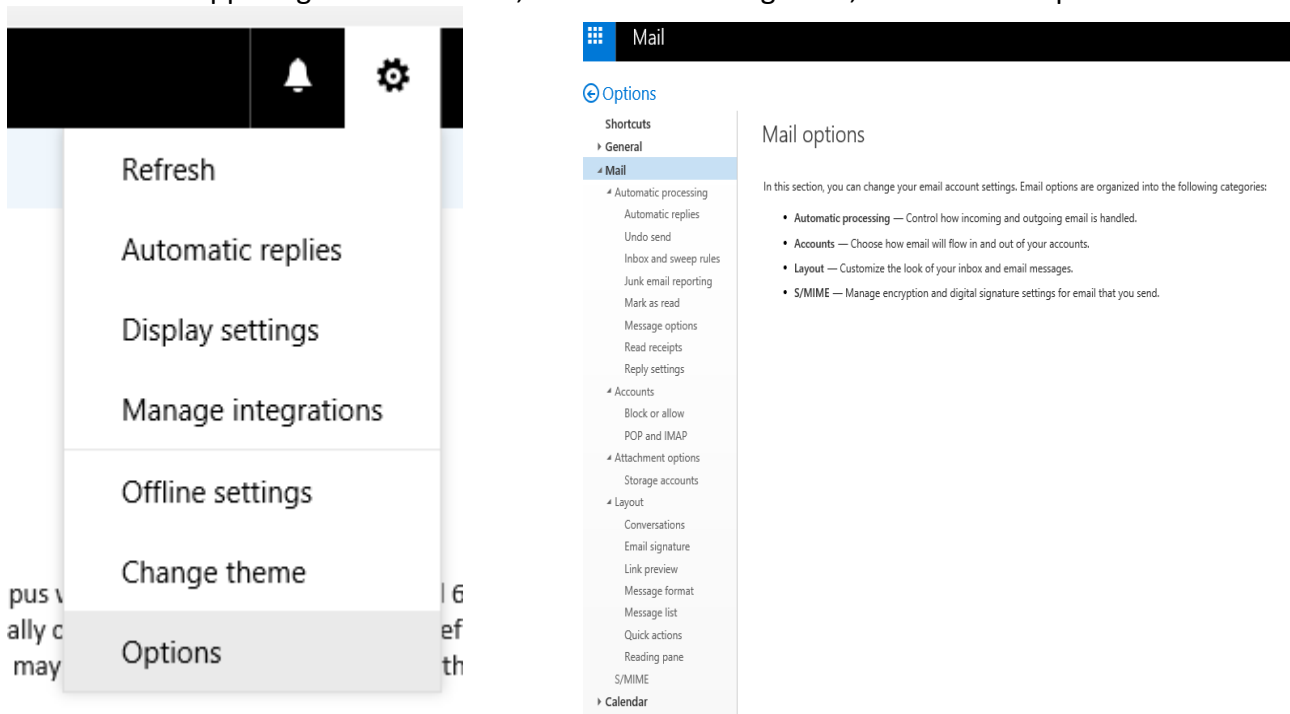 Refresh
Automatic replies
Display settings
Manage integrations
Offline settings
Change theme
Options
Mail
Options
Shortcuts
General
Mail
Automatic processing
Automatic replies
Undo send
Inbox and sweep rules
Junk email reporting
Mark as read
Message options
Read receipts
Reply settings
Accounts
Block or allow
POP and IMAP
Attachment options
Storage accounts
Layout
Conversations
Email signature
Link preview
Message format
Message list
Quick actions
Reading pane
S/MIME
Calendar
Mail options
In this section, you can change your email account settings. Email options are organized into the following categories:
• Automatic processing — Control how incoming and outgoing email is handled.
• Accounts — Choose how email will flow in and out of your accounts.
• Layout — Customize the look of your inbox and email messages.
• S/MIME — Manage encryption and digital signature settings for email that you send.